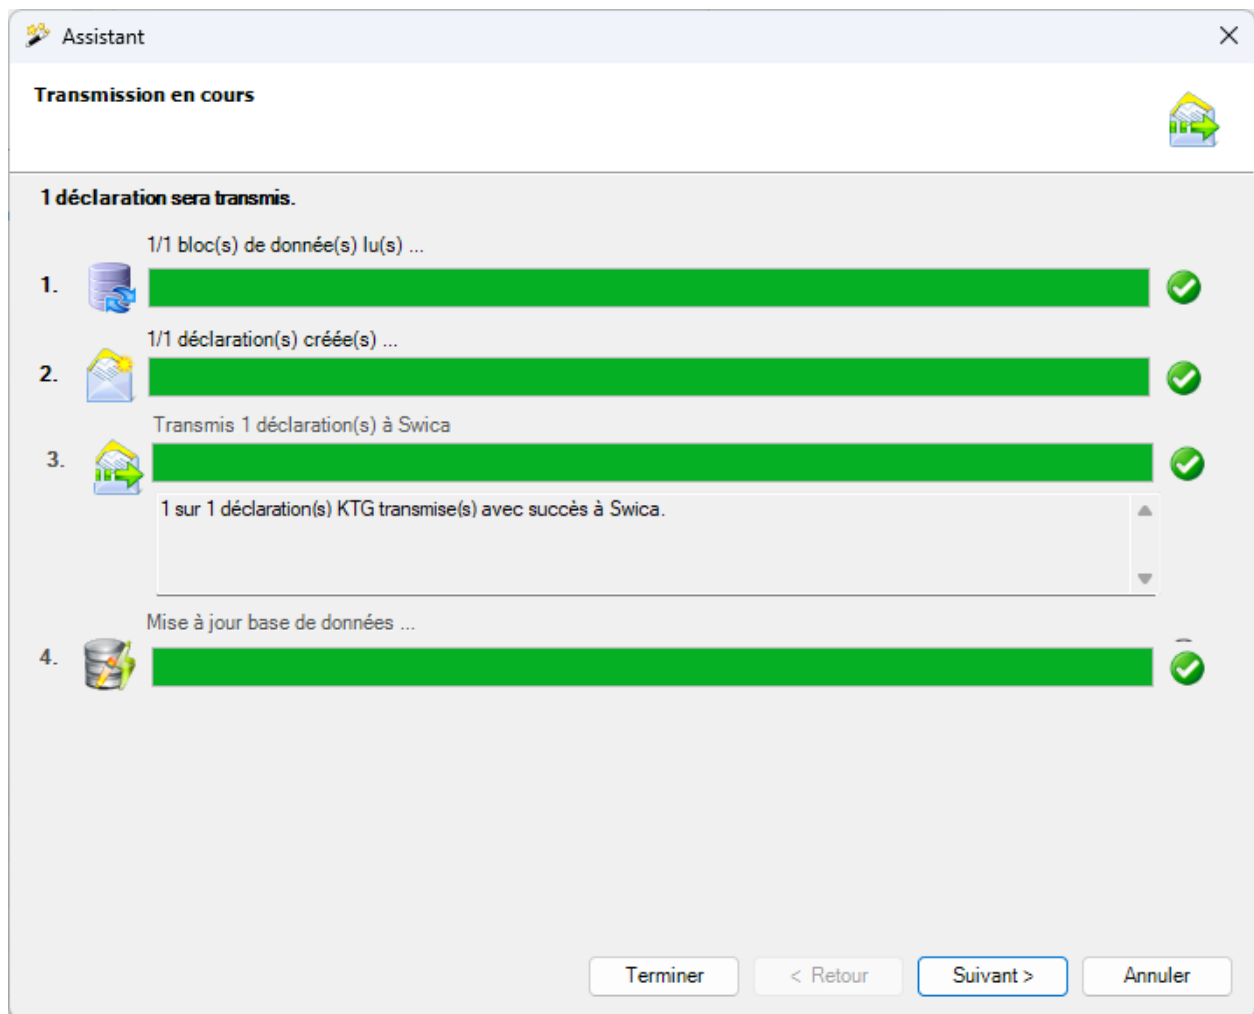 Assistant
Transmission en cours
1 déclaration sera transmis.
1/1 bloc(s) de donnée(s) lu(s) ...
1.
1/1 déclaration(s) créée(s) ...
2.
Transmis 1 déclaration(s) à Swica
3.
1 sur 1 déclaration(s) KTG transmise(s) avec succès à Swica.
Mise à jour base de données ...
4.
Terminer < Retour Suivant > Annuler